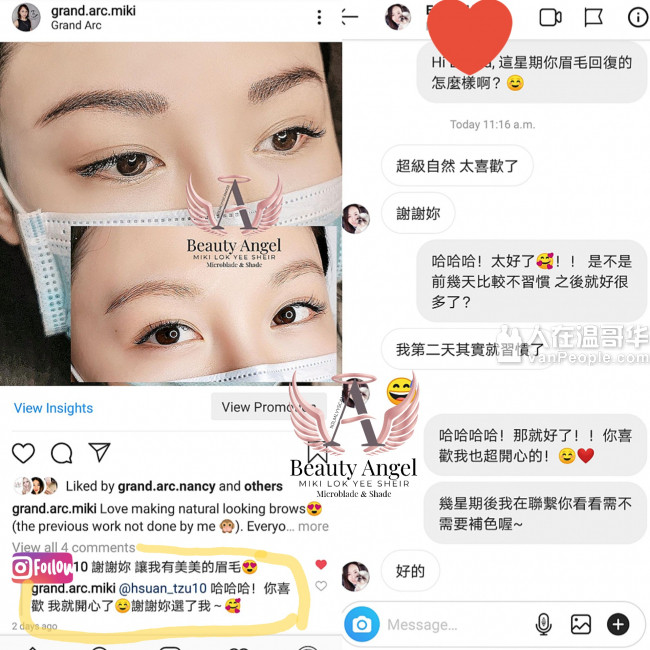 grand.arc.miki
Grand Arc
Beauty Angel
MIKI LOK YEE SHEIR
Microblade & Shade
View Insights
View Promo
Liked by grand.arc.nancy and others
grand.arc.miki Love making natural looking brows😍
(the previous work not done by me 🙊). Everyo... more
View all 4 comments
Follow
10 謝謝妳 讓我有美美的眉毛😍
grand.arc.miki @hsuan_tzu10 哈哈哈！你喜
歡 我就開心了😊謝謝妳選了我～🥰
2 days ago
這星期你眉毛回復的
怎麼樣啊？😊
Today 11:16 a.m.
超級自然 太喜歡了
謝謝妳
哈哈哈！太好了🥰！！ 是不是
前幾天比較不習慣 之後就好很
多了？
我第二天其實就習慣了
😅
人在温哥华
VanPeople.com
Beauty Angel
MIKI LOK YEE SHEIR
Microblade & Shade
哈哈哈哈！那就好了！！你喜
歡我也超開心的！😊❤️
幾星期後我在聯繫你看看需不
需要補色喔~
好的
Message...